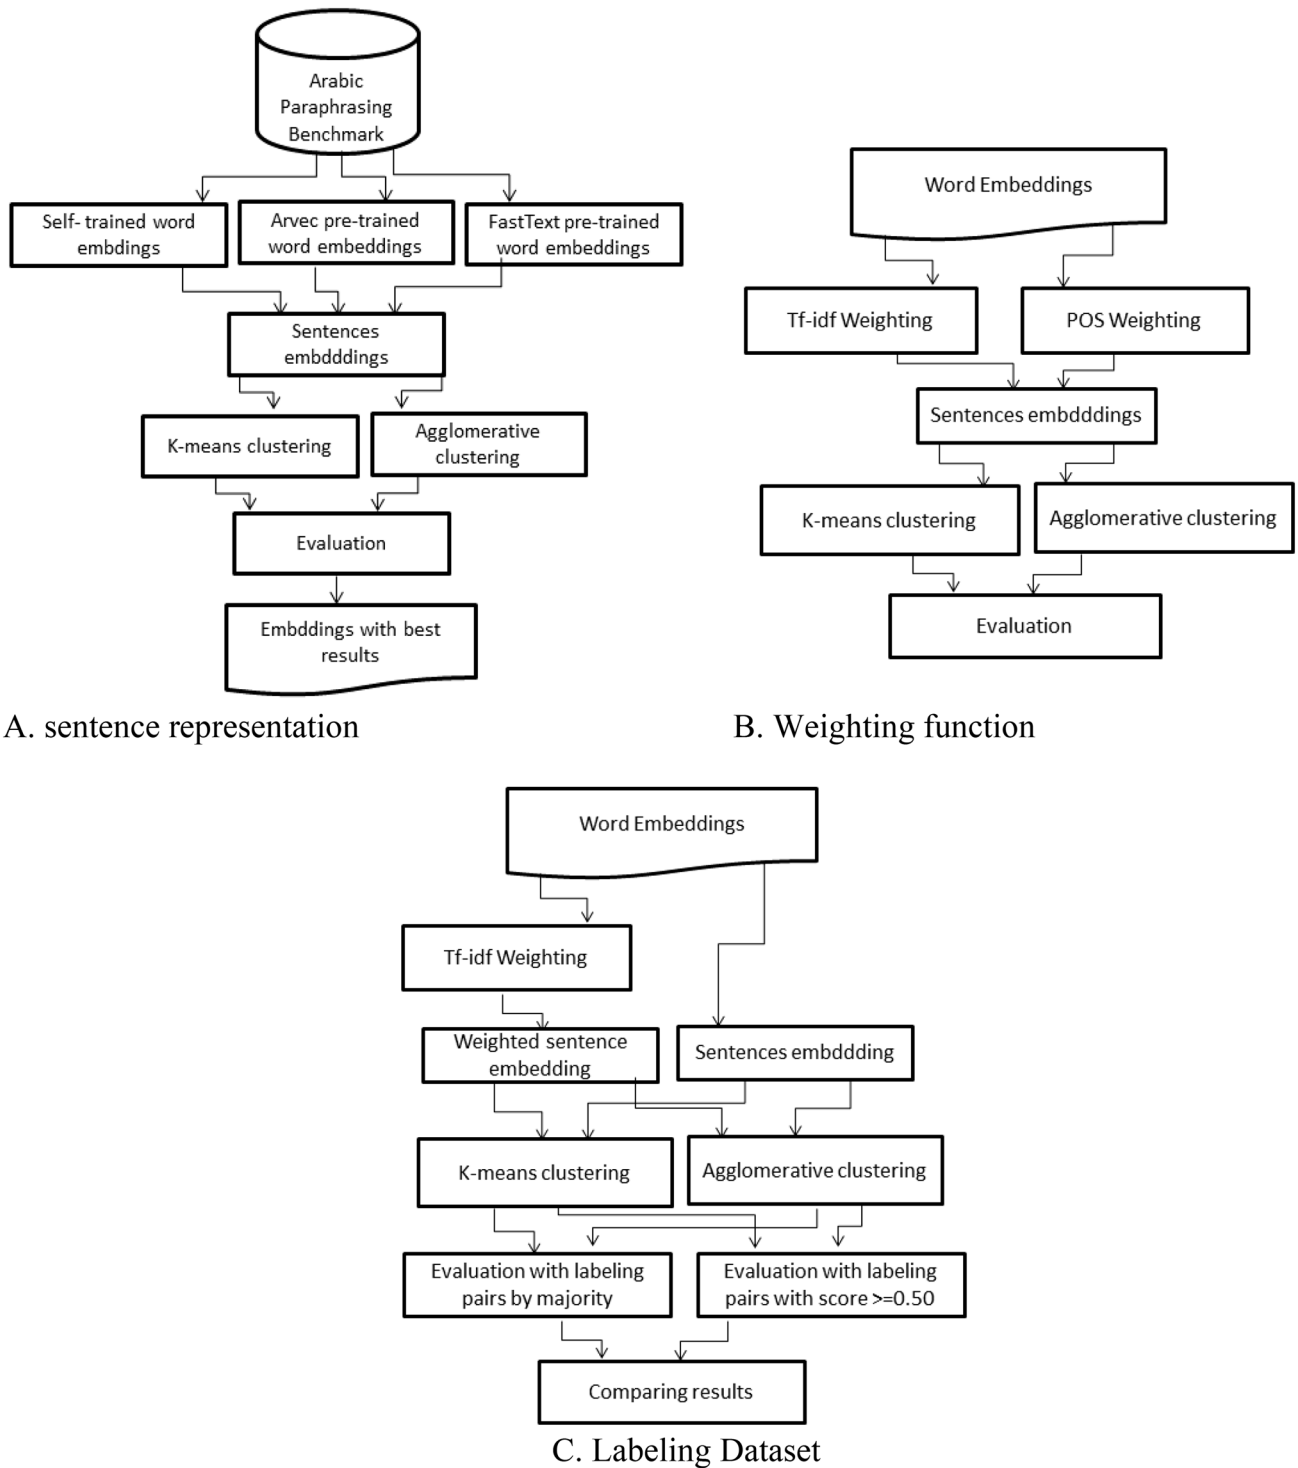 Arabic
Paraphrasing
Benchmark
Self- trained word
embdings
Arvec pre-trained
word embeddings
FastText pre-trained
word embeddings
Sentences
embdddings
K-means clustering
Agglomerative
clustering
Evaluation
Embddings with best
results
A. sentence representation
Word Embeddings
Tf-idf Weighting
POS Weighting
Sentences embdddings
K-means clustering
Agglomerative clustering
Evaluation
B. Weighting function
Word Embeddings
Tf-idf Weighting
Weighted sentence
embedding
Sentences embdddding
K-means clustering
Agglomerative clustering
Evaluation with labeling
pairs by majority
Evaluation with labeling
pairs with score >=0.50
Comparing results
C. Labeling Dataset